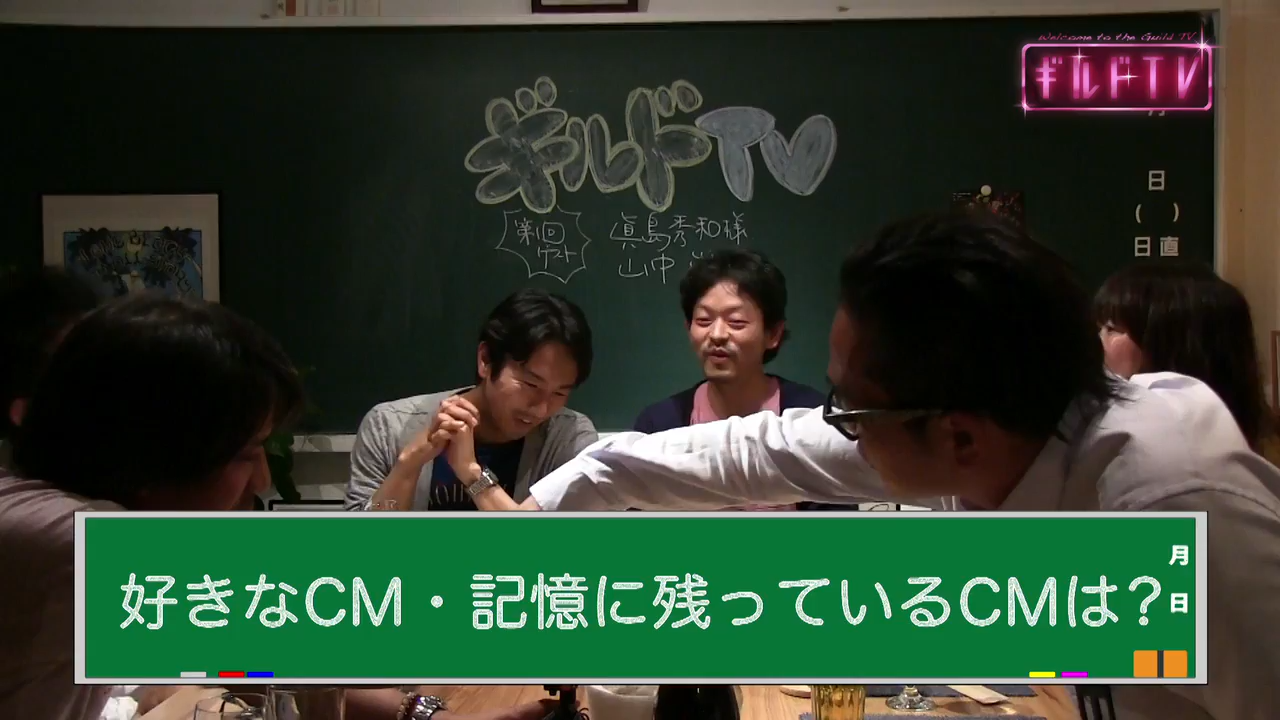 Welcome to the Guild TV
ギルドTV
ギルドTV
月
日
( )
日直
第1回
ゲスト
眞島秀和様
山中
好きなCM・記憶に残っているCMは?
月
日